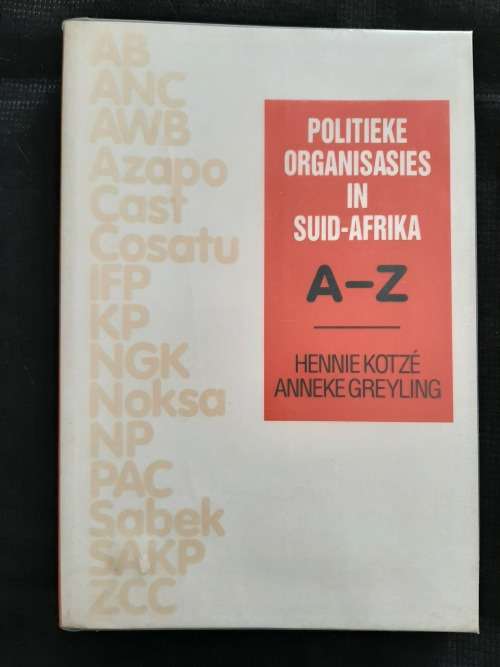 AB
ANC
AWB
Azapo
Cast
Cosatu
IFP
KP
NGK
Noksa
NP
PAC
Sabek
SAKP
ZCC
POLITIEKE
ORGANISASIES
IN
SUID-AFRIKA
A–Z
HENNIE KOTZÉ
ANNEKE GREYLING